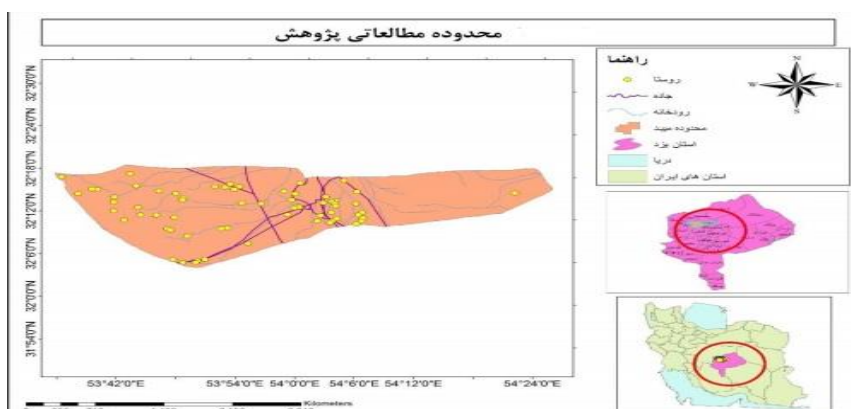 محدوده مطالعاتی پژوهش
راهنما
روستا
جاده
رودخانه
محدوده میبد
استان یزد
دریا
استان های ایران
N
W
E
S
32°30'0"N
32°24'0"N
32°18'0"N
32°12'0"N
32°6'0"N
32°0'0"N
31°54'0"N
53°42'0"E
53°54'0"E
54°0'0"E
54°6'0"E
54°12'0"E
54°24'0"E
Kilometers